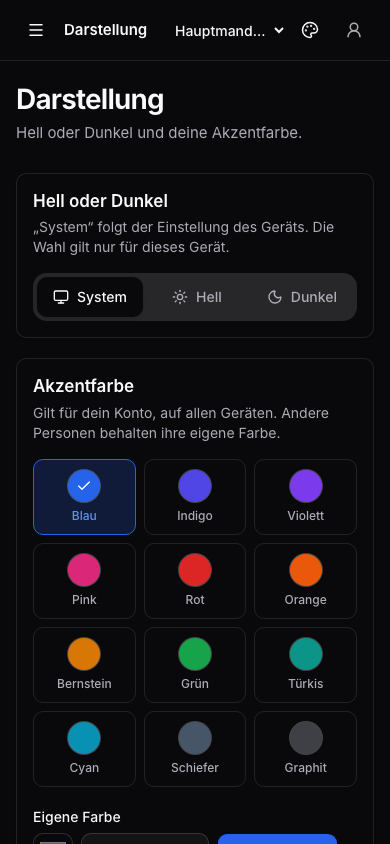 Darstellung
Hauptmand...
Darstellung
Hell oder Dunkel und deine Akzentfarbe.
Hell oder Dunkel
„System“ folgt der Einstellung des Geräts. Die
Wahl gilt nur für dieses Gerät.
System
Hell
Dunkel
Akzentfarbe
Gilt für dein Konto, auf allen Geräten. Andere
Personen behalten ihre eigene Farbe.
Blau
Indigo
Violett
Pink
Rot
Orange
Bernstein
Grün
Türkis
Cyan
Schiefer
Graphit
Eigene Farbe